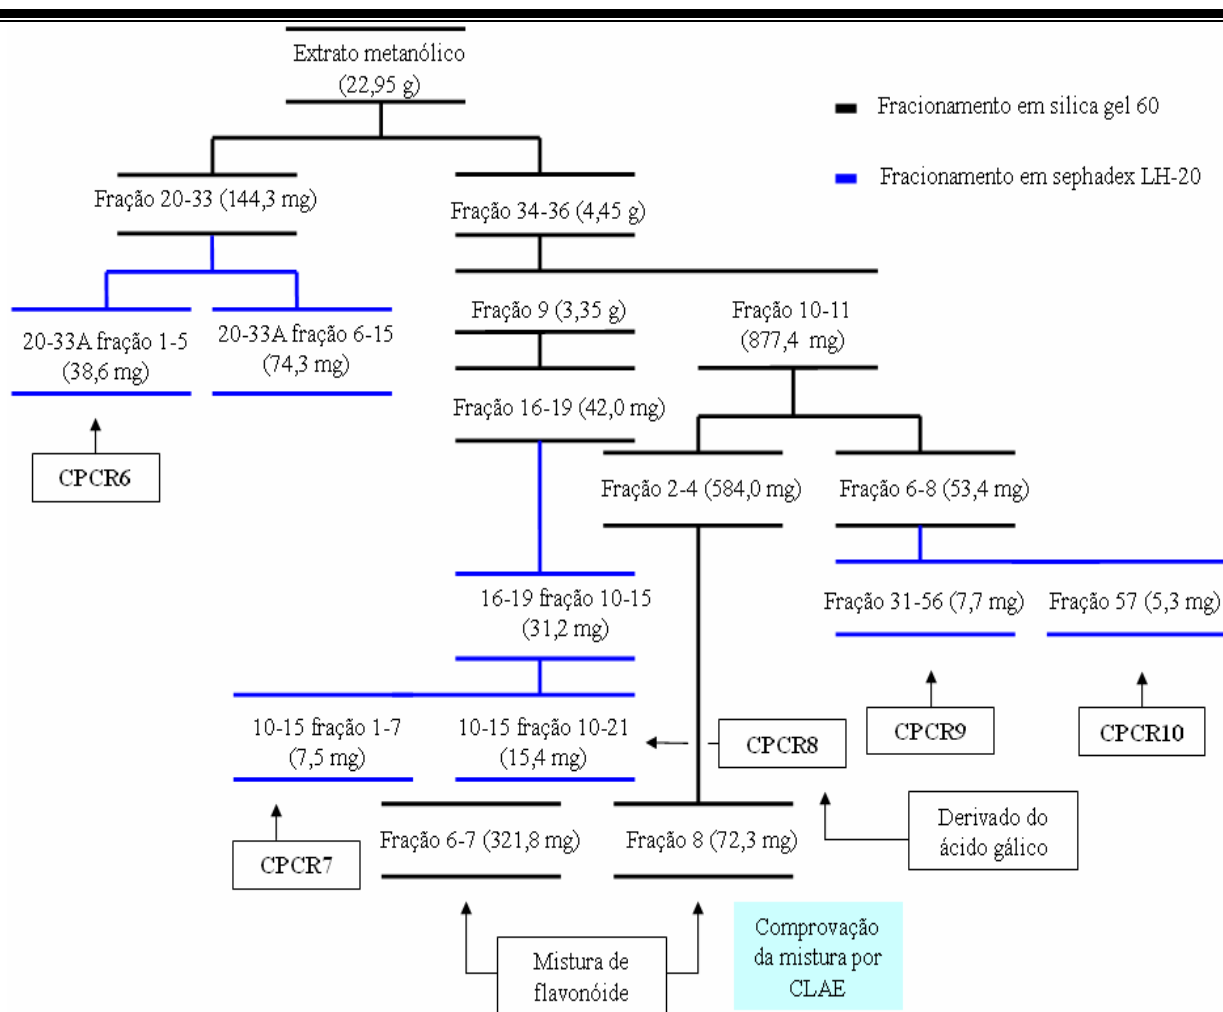 Extrato metanólico
(22,95 g)
Fracionamento em silica gel 60
Fracionamento em sephadex LH-20
Fração 20-33 (144,3 mg)
Fração 34-36 (4,45 g)
20-33A fração 1-5
(38,6 mg)
20-33A fração 6-15
(74,3 mg)
Fração 9 (3,35 g)
Fração 10-11
(877,4 mg)
Fração 16-19 (42,0 mg)
CPCR6
Fração 2-4 (584,0 mg)
Fração 6-8 (53,4 mg)
16-19 fração 10-15
(31,2 mg)
Fração 31-56 (7,7 mg)
Fração 57 (5,3 mg)
10-15 fração 1-7
(7,5 mg)
10-15 fração 10-21
(15,4 mg)
CPCR8
CPCR9
CPCR10
CPCR7
Fração 6-7 (321,8 mg)
Fração 8 (72,3 mg)
Derivado do
ácido gálico
Mistura de
flavonóide
Comprovação
da mistura por
CLAE